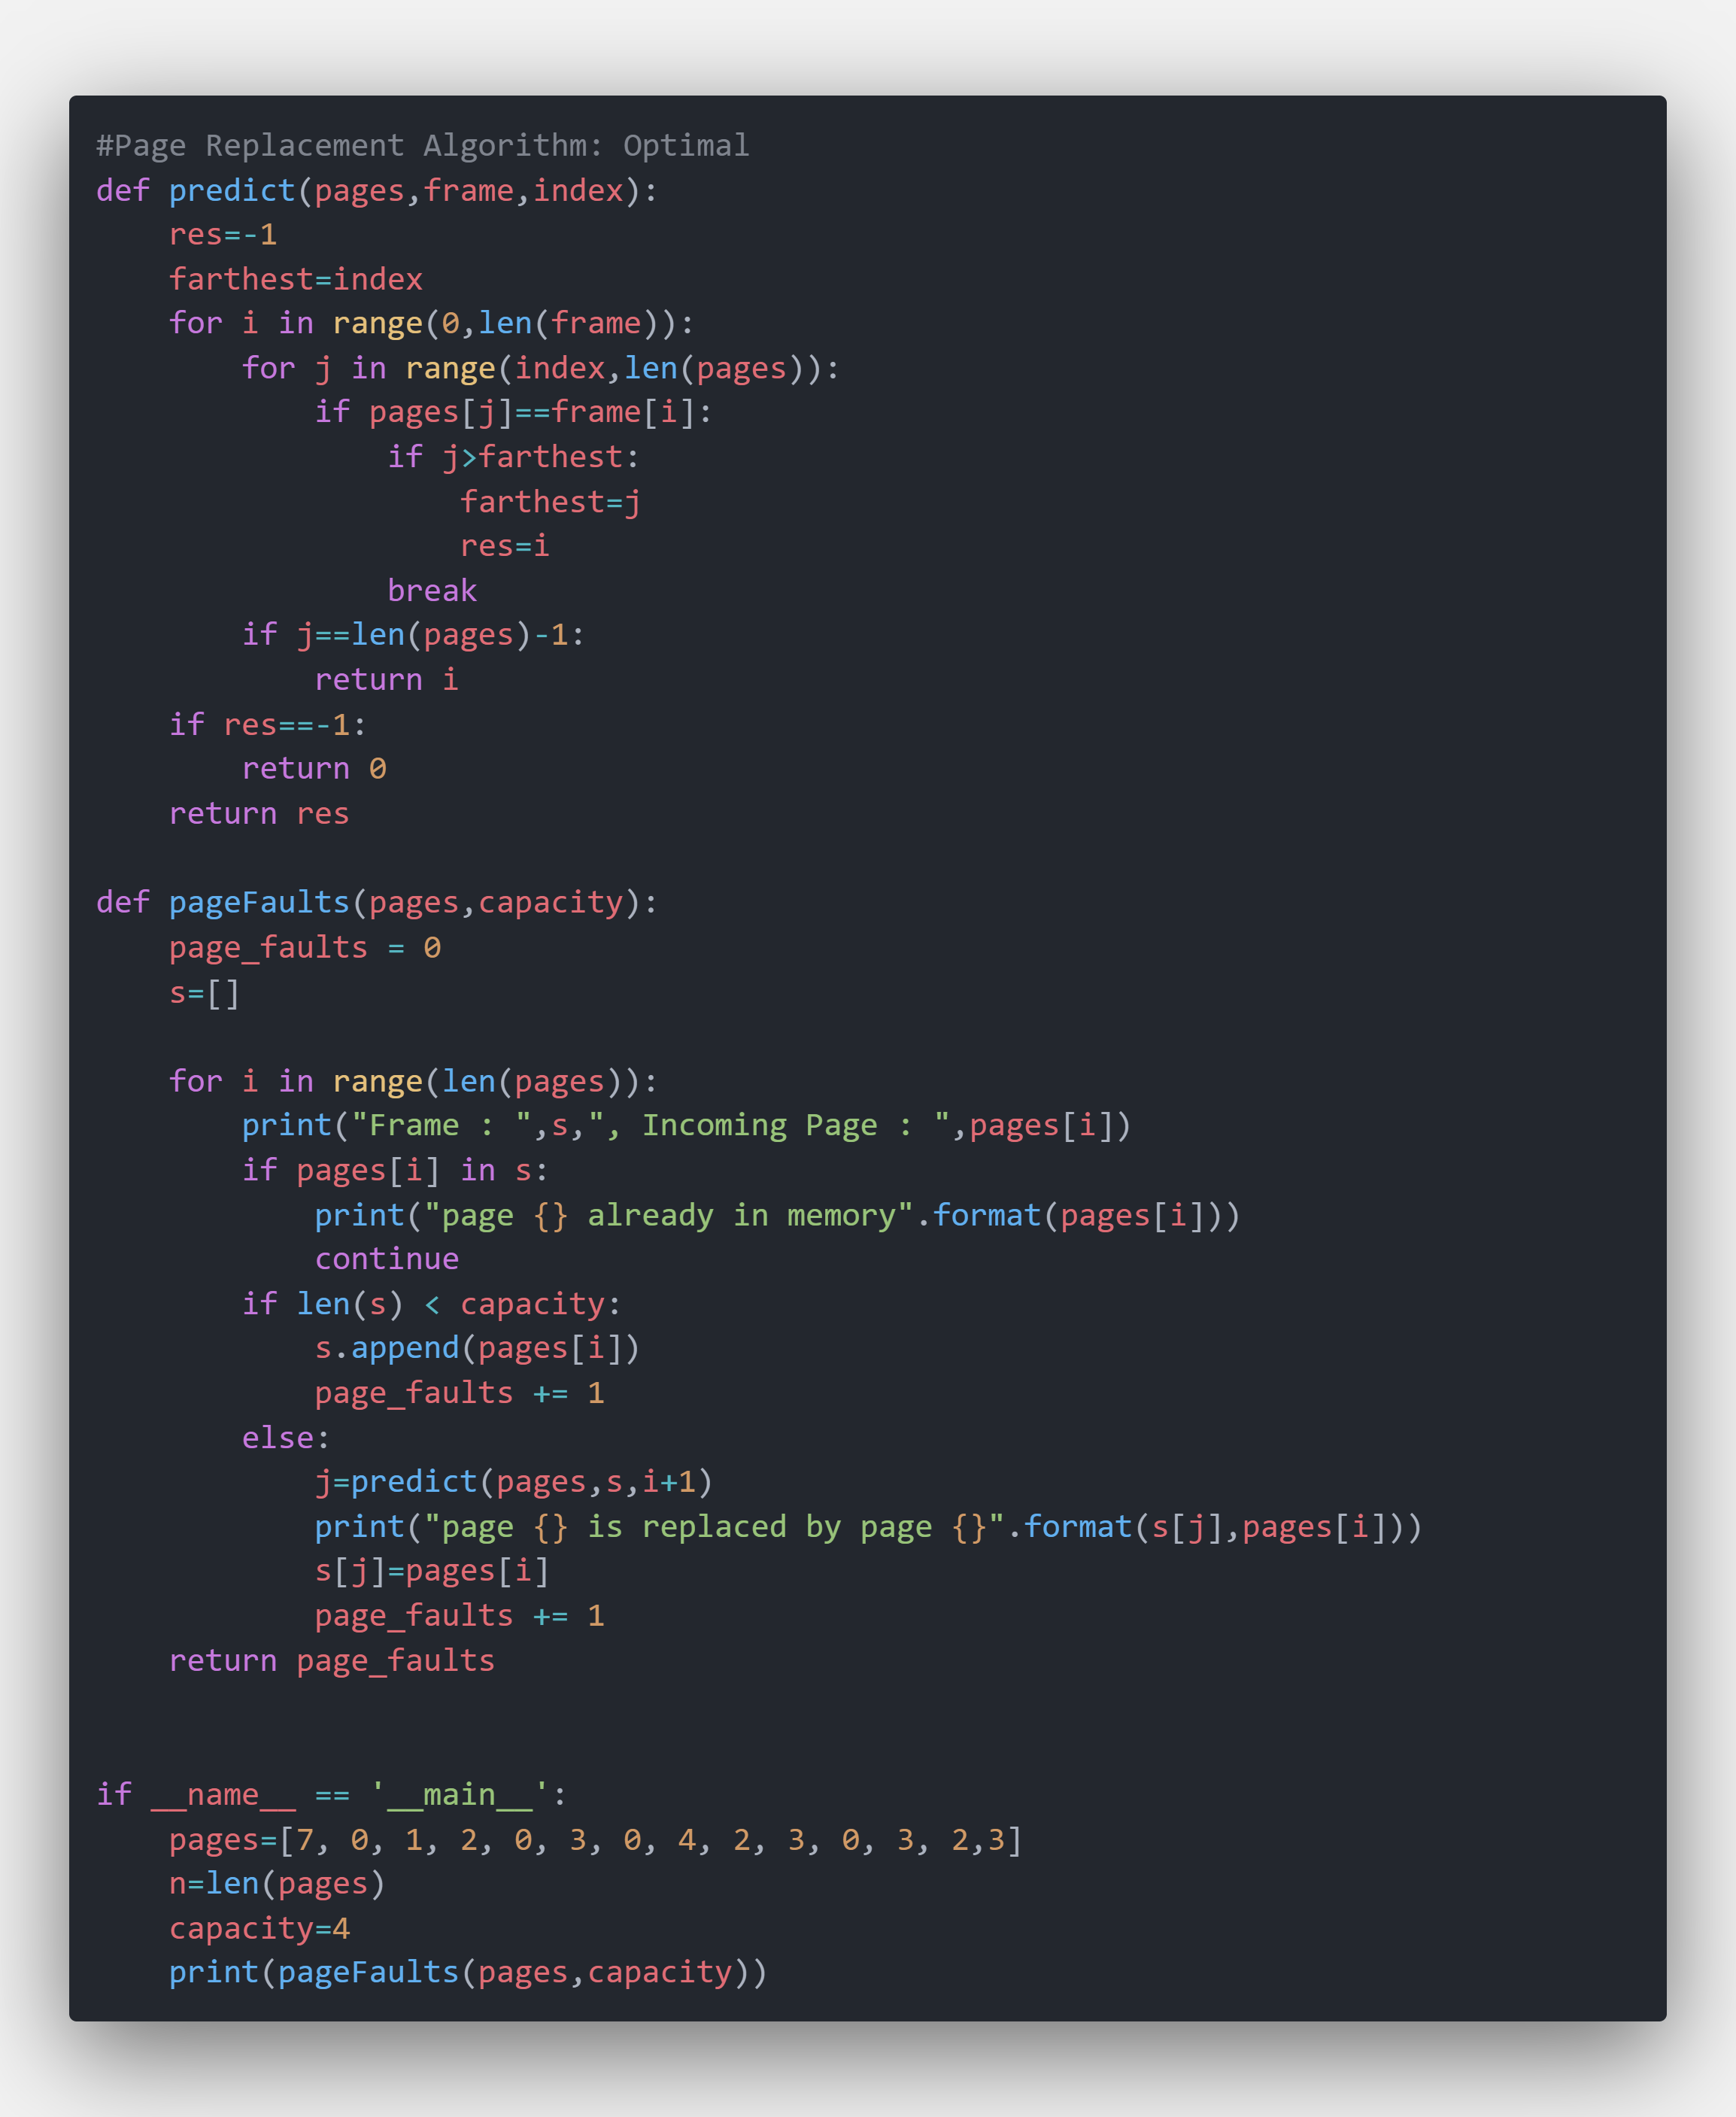 #Page Replacement Algorithm: Optimal
def predict(pages,frame,index):
    res=-1
    farthest=index
    for i in range(0,len(frame)):
        for j in range(index,len(pages)):
            if pages[j]==frame[i]:
                if j>farthest:
                    farthest=j
                    res=i
                break
        if j==len(pages)-1:
            return i
    if res==-1:
        return 0
    return res

def pageFaults(pages,capacity):
    page_faults = 0
    s=[]

    for i in range(len(pages)):
        print("Frame : ",s,", Incoming Page : ",pages[i])
        if pages[i] in s:
            print("page {} already in memory".format(pages[i]))
            continue
        if len(s) < capacity:
            s.append(pages[i])
            page_faults += 1
        else:
            j=predict(pages,s,i+1)
            print("page {} is replaced by page {}".format(s[j],pages[i]))
            s[j]=pages[i]
            page_faults += 1
    return page_faults


if __name__ == '__main__':
    pages=[7, 0, 1, 2, 0, 3, 0, 4, 2, 3, 0, 3, 2,3]
    n=len(pages)
    capacity=4
    print(pageFaults(pages,capacity))